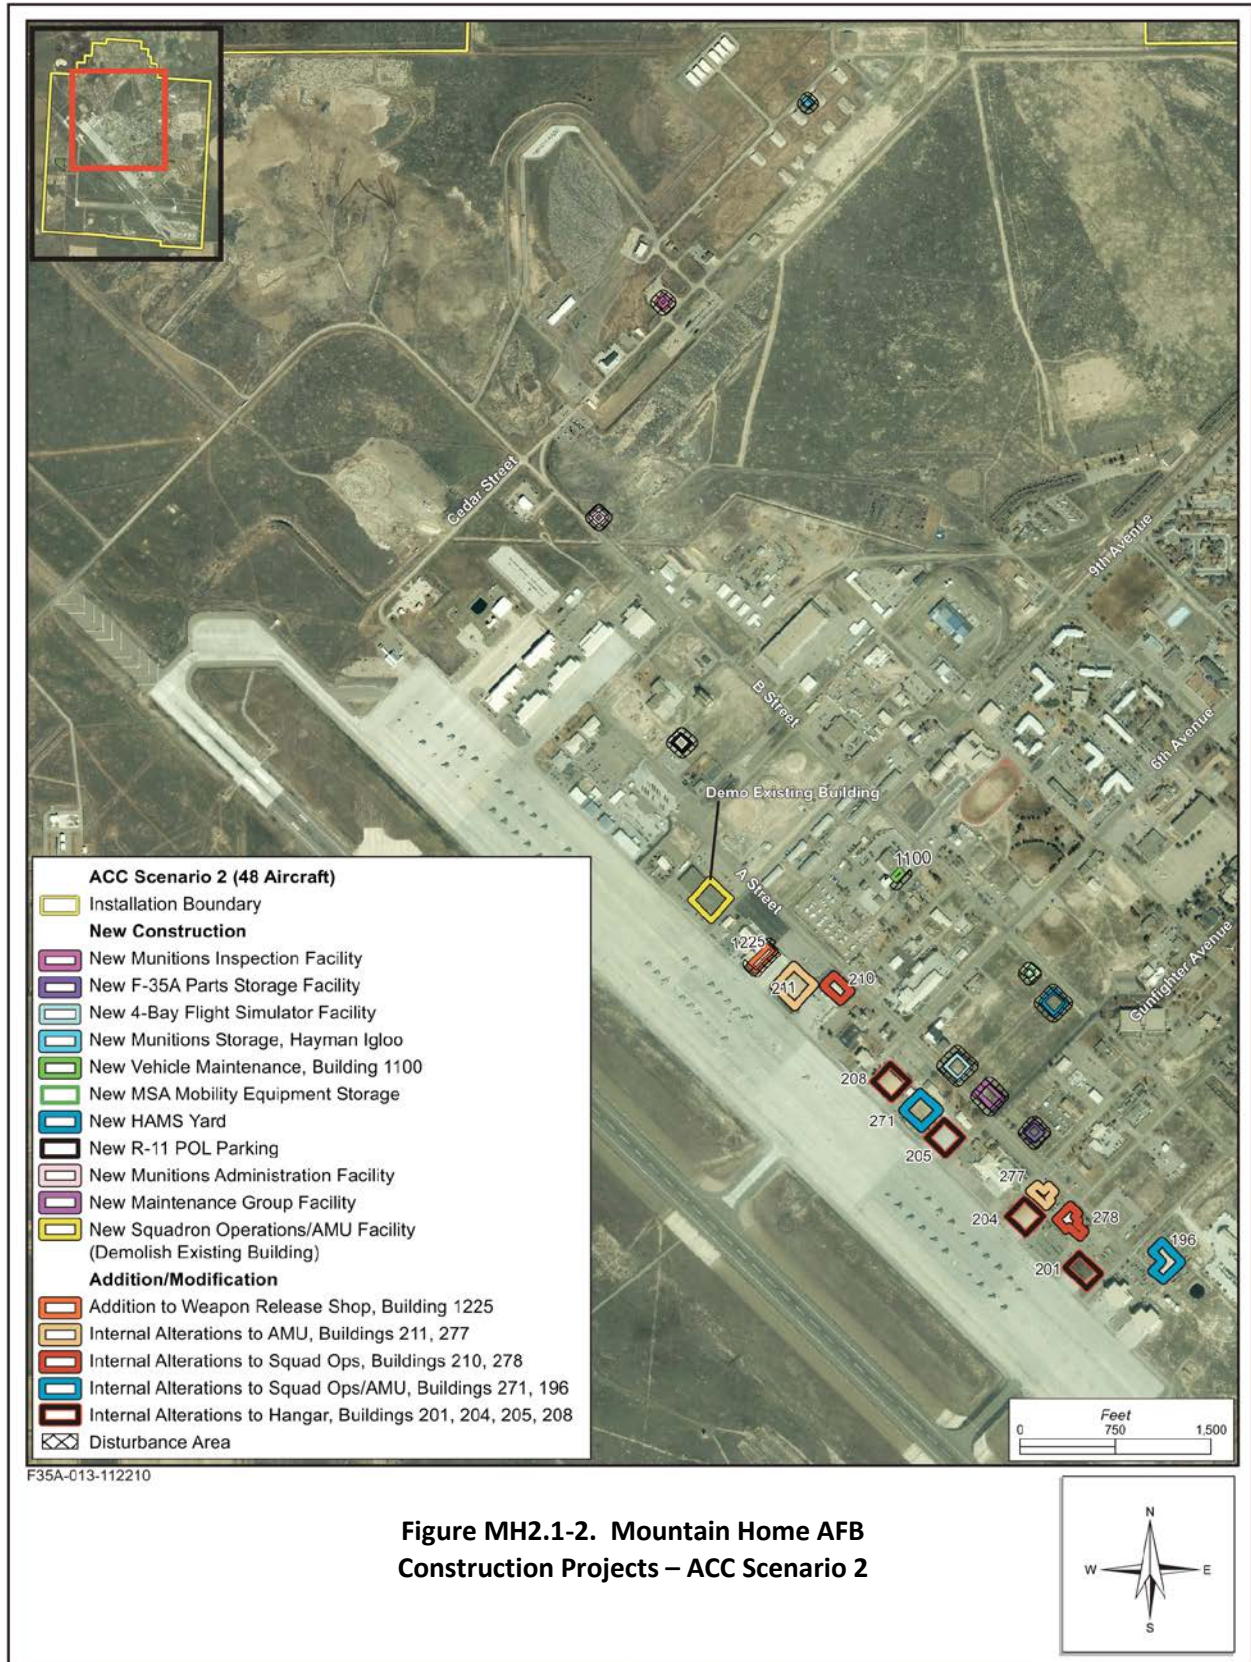 Cedar Street
9th Avenue
B Street
6th Avenue
Demo Existing Building
1100
A Street
1225
211
210
Gunfighter Avenue
208
271
205
277
204
278
196
201
ACC Scenario 2 (48 Aircraft)
Installation Boundary
New Construction
New Munitions Inspection Facility
New F-35A Parts Storage Facility
New 4-Bay Flight Simulator Facility
New Munitions Storage, Hayman Igloo
New Vehicle Maintenance, Building 1100
New MSA Mobility Equipment Storage
New HAMS Yard
New R-11 POL Parking
New Munitions Administration Facility
New Maintenance Group Facility
New Squadron Operations/AMU Facility
(Demolish Existing Building)
Addition/Modification
Addition to Weapon Release Shop, Building 1225
Internal Alterations to AMU, Buildings 211, 277
Internal Alterations to Squad Ops, Buildings 210, 278
Internal Alterations to Squad Ops/AMU, Buildings 271, 196
Internal Alterations to Hangar, Buildings 201, 204, 205, 208
Disturbance Area
Feet
0 750 1,500
F35A-013-112210
Figure MH2.1-2. Mountain Home AFB
Construction Projects – ACC Scenario 2
N
W E
S